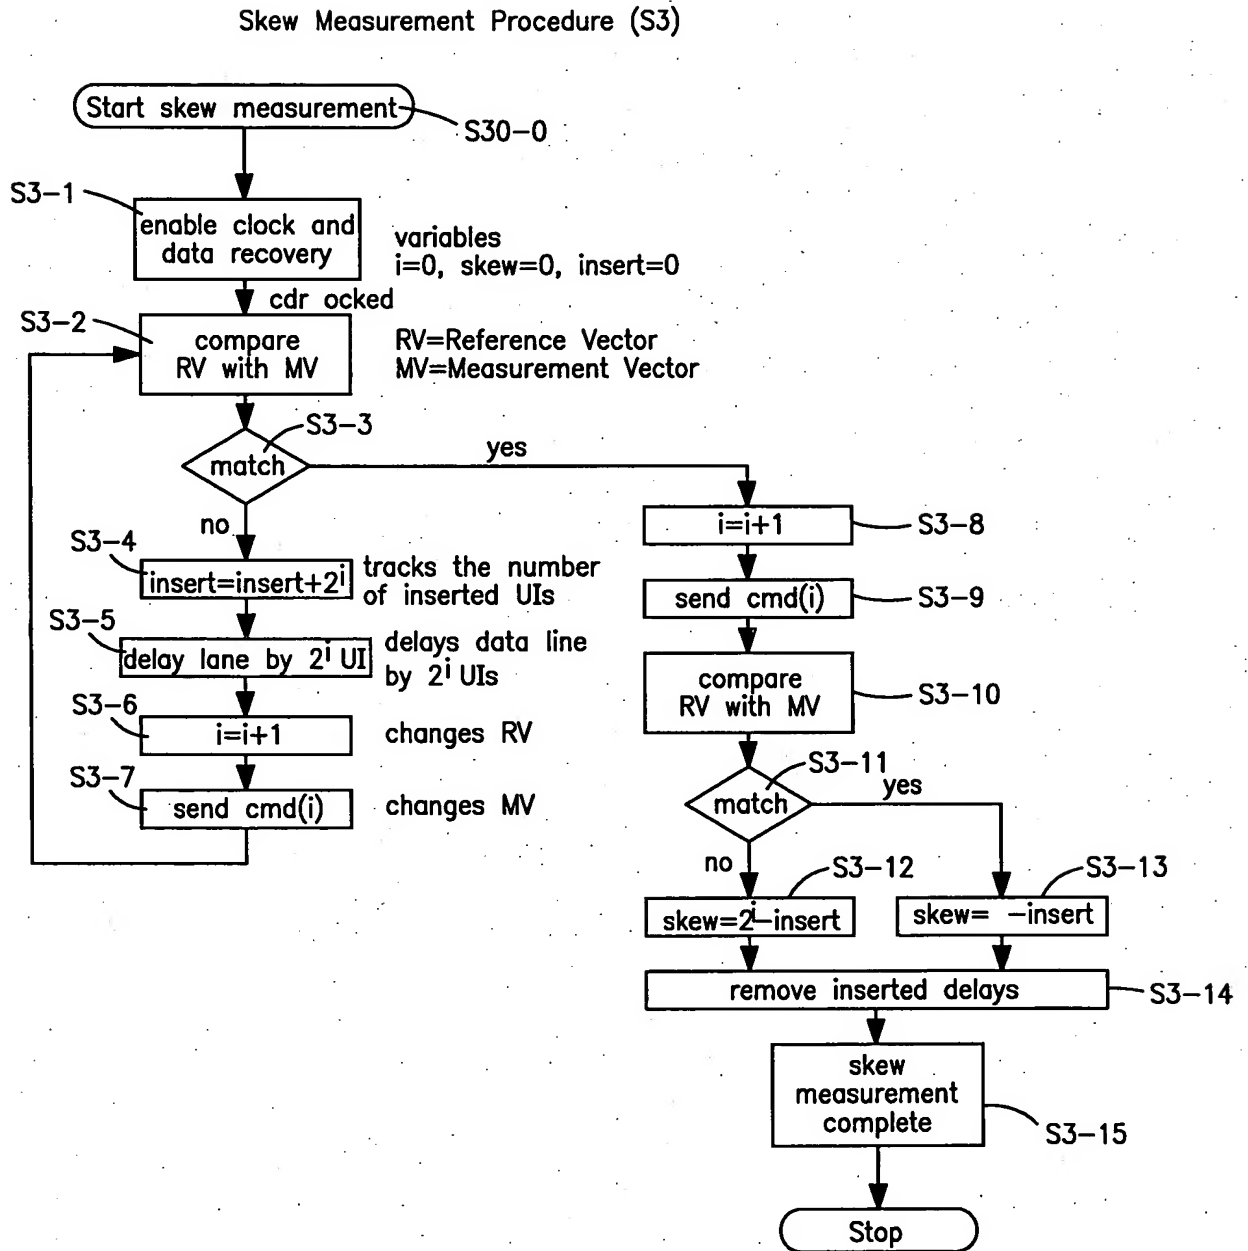 Skew Measurement Procedure (S3)
Start skew measurement
S30-0
S3-1
enable clock and
data recovery
variables
i=0, skew=0, insert=0
cdr ocked
S3-2
compare
RV with MV
RV=Reference Vector
MV=Measurement Vector
S3-3
match
yes
no
S3-4
insert=insert+2^i
tracks the number
of inserted UIs
S3-5
delay lane by 2^i UI
delays data line
by 2^i UIs
S3-6
i=i+1
changes RV
S3-7
send cmd(i)
changes MV
i=i+1
S3-8
send cmd(i)
S3-9
compare
RV with MV
S3-10
S3-11
match
yes
no
S3-12
skew=2^i-insert
S3-13
skew= -insert
remove inserted delays
S3-14
skew
measurement
complete
S3-15
Stop